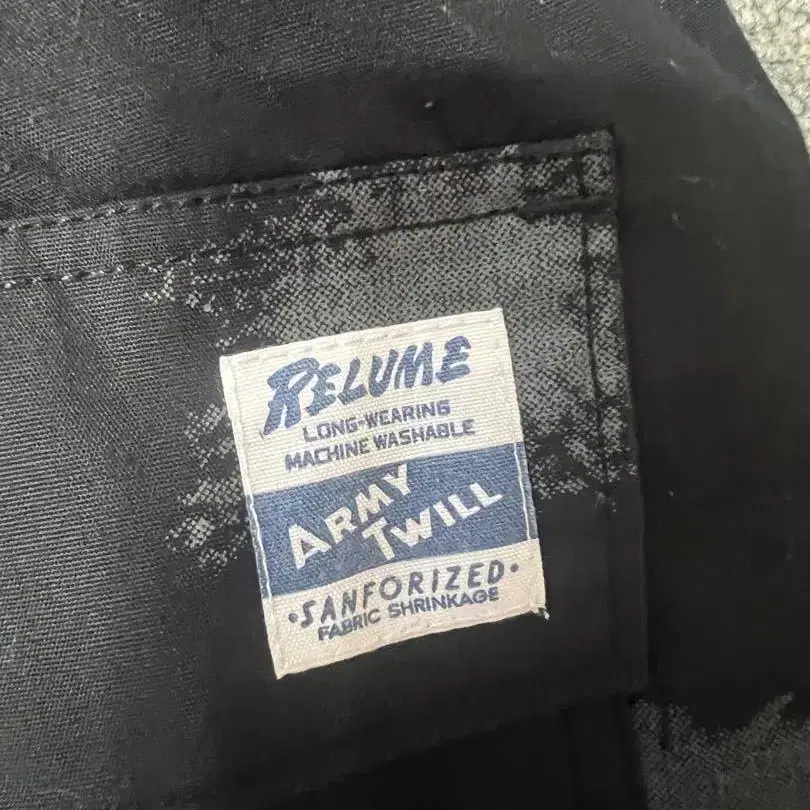 RELUME
LONG-WEARING
MACHINE WASHABLE
ARMY
TWILL
•SANFORIZED•
FABRIC SHRINKAGE